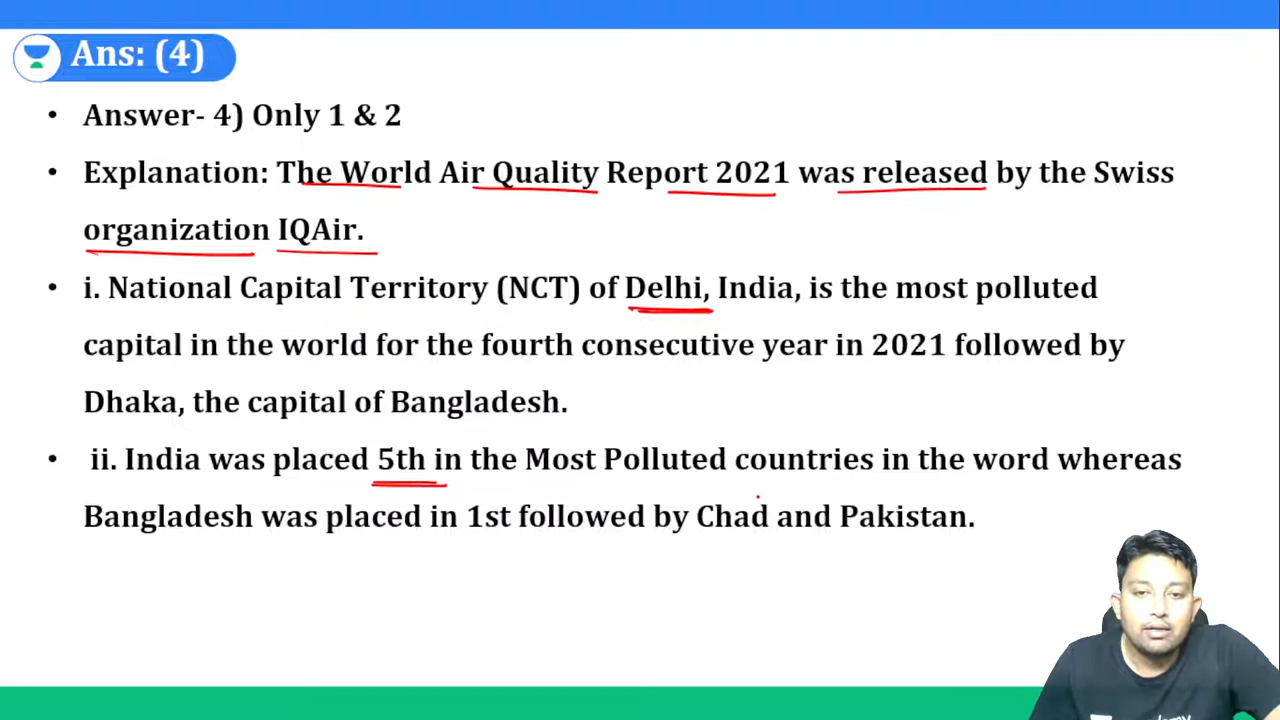 Ans: (4)
• Answer- 4) Only 1 & 2
• Explanation: The World Air Quality Report 2021 was released by the Swiss
organization IQAir.
• i. National Capital Territory (NCT) of Delhi, India, is the most polluted
capital in the world for the fourth consecutive year in 2021 followed by
Dhaka, the capital of Bangladesh.
• ii. India was placed 5th in the Most Polluted countries in the word whereas
Bangladesh was placed in 1st followed by Chad and Pakistan.